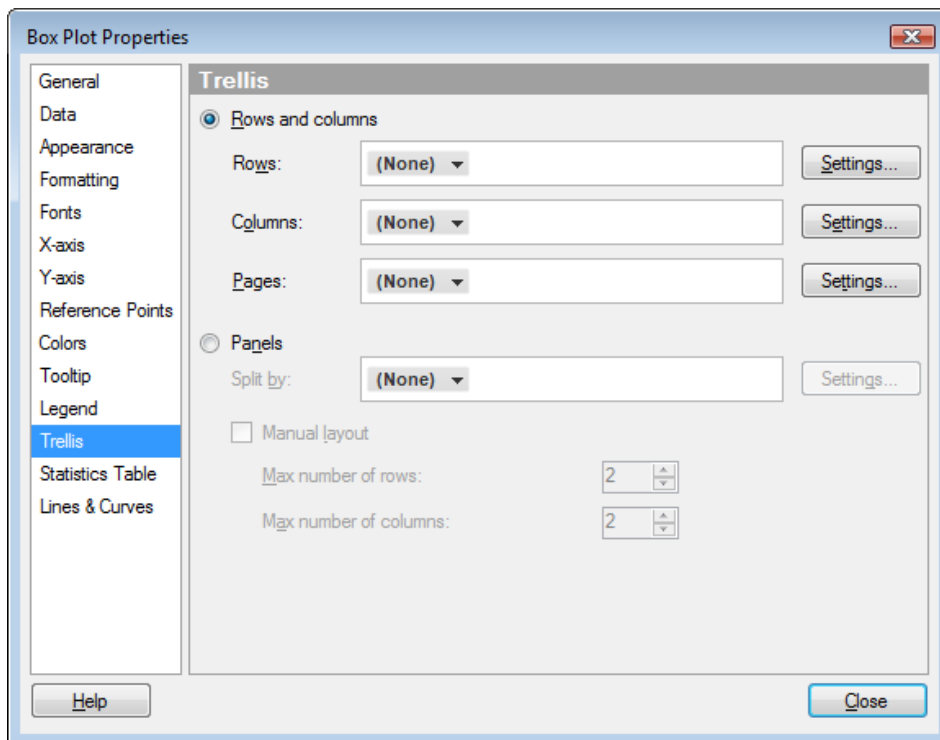 Box Plot Properties
General
Data
Appearance
Formatting
Fonts
X-axis
Y-axis
Reference Points
Colors
Tooltip
Legend
Trellis
Statistics Table
Lines & Curves
Trellis
Rows and columns
Rows: (None) Settings...
Columns: (None) Settings...
Pages: (None) Settings...
Panels
Split by: (None) Settings...
Manual layout
Max number of rows: 2
Max number of columns: 2
Help Close